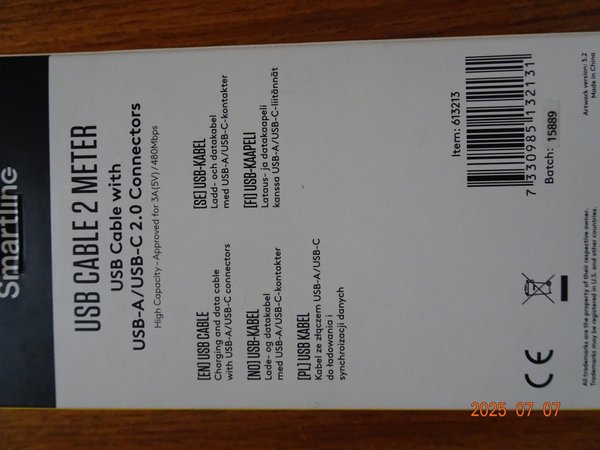 Smartline
USB CABLE 2 METER
USB Cable with
USB-A/USB-C 2.0 Connectors
High Capacity - Approved for 3A(5V) / 480Mbps
[EN] USB CABLE
Charging and data cable
with USB-A/USB-C connectors
[SE] USB-KABEL
Ladd- och datakabel
med USB-A/USB-C-kontakter
[NO] USB-KABEL
Lade- og datakabel
med USB-A/USB-C-kontakter
[FI] USB-KAAPELI
Lataus- ja datakaapeli
kanssa USB-A/USB-C-liitännät
[PL] USB KABEL
Kabel ze złączem USB-A/USB-C
do ładowania i
synchroizacji danych
Item: 613213
7 330985 132131
Batch: 15889
CE
All trademarks are the property of their respective owner.
Trademarks may be registered in U.S. and other countries.
Artwork version: 3.2
Made in China
2025 07 07